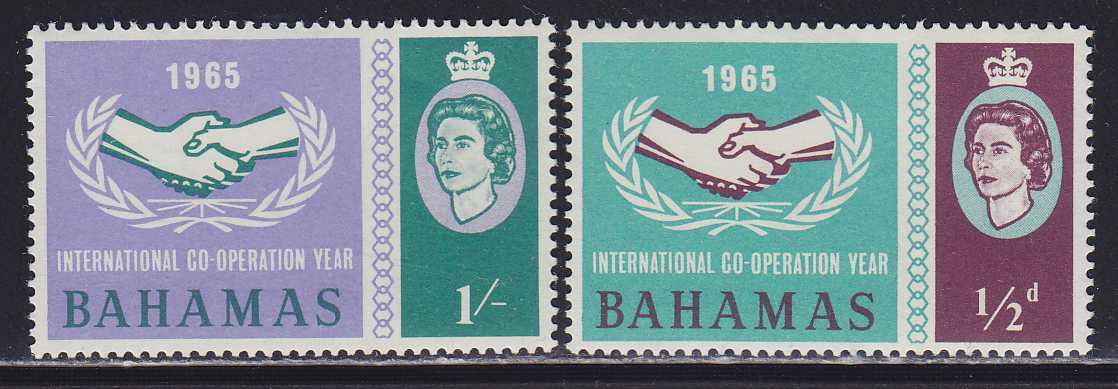 1965
INTERNATIONAL CO-OPERATION YEAR
BAHAMAS
1/-
1965
INTERNATIONAL CO-OPERATION YEAR
BAHAMAS
1/2d